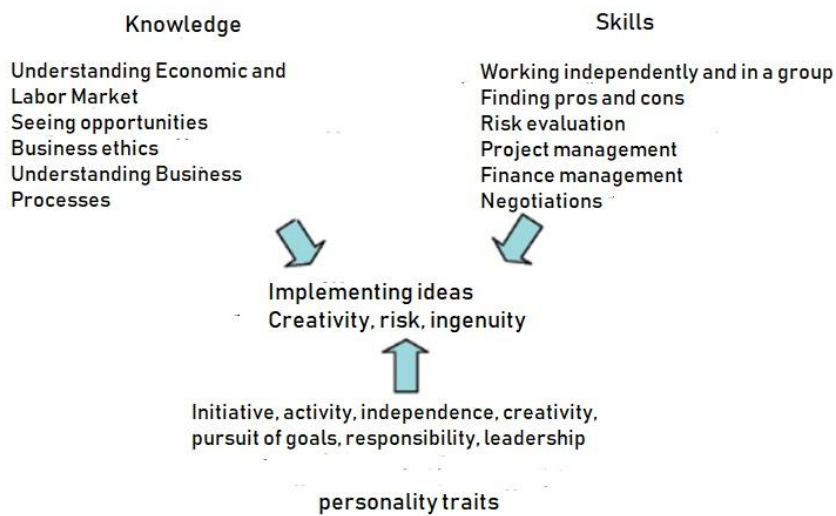 Knowledge
Understanding Economic and
Labor Market
Seeing opportunities
Business ethics
Understanding Business
Processes
Skills
Working independently and in a group
Finding pros and cons
Risk evaluation
Project management
Finance management
Negotiations
Implementing ideas
Creativity, risk, ingenuity
Initiative, activity, independence, creativity,
pursuit of goals, responsibility, leadership
personality traits